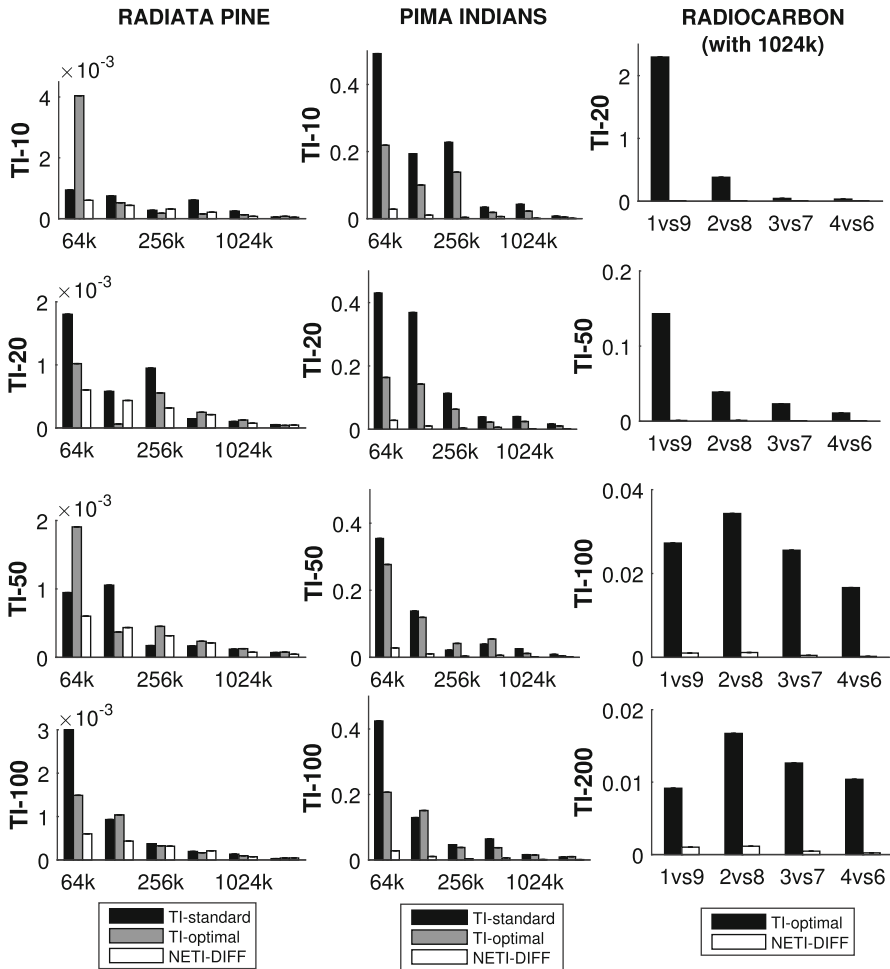 RADIATA PINE
PIMA INDIANS
RADIOCARBON
(with 1024k)
TI-10
×10⁻³
4
2
0
64k 256k 1024k
TI-10
0.4
0.2
0
64k 256k 1024k
TI-20
2
1
0
1vs9 2vs8 3vs7 4vs6
TI-20
×10⁻³
2
1
0
64k 256k 1024k
TI-20
0.4
0.2
0
64k 256k 1024k
TI-50
0.2
0.1
0
1vs9 2vs8 3vs7 4vs6
TI-50
×10⁻³
2
1
0
64k 256k 1024k
TI-50
0.4
0.2
0
64k 256k 1024k
TI-100
0.04
0.02
0
1vs9 2vs8 3vs7 4vs6
TI-100
×10⁻³
3
2
1
0
64k 256k 1024k
TI-100
0.4
0.2
0
64k 256k 1024k
TI-200
0.02
0.01
0
1vs9 2vs8 3vs7 4vs6
TI-standard
TI-optimal
NETI-DIFF
TI-standard
TI-optimal
NETI-DIFF
TI-optimal
NETI-DIFF